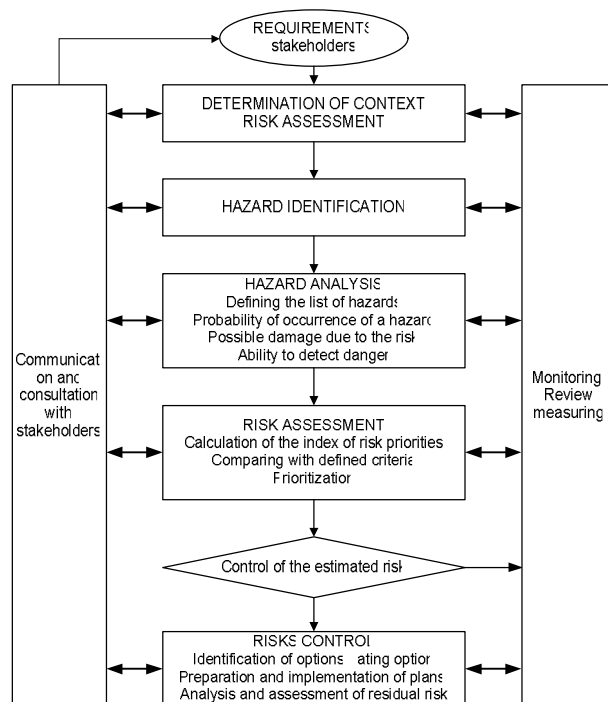 REQUIREMENTS
stakeholders
DETERMINATION OF CONTEXT
RISK ASSESSMENT
HAZARD IDENTIFICATION
HAZARD ANALYSIS
Defining the list of hazards
Probability of occurrence of a hazard
Possible damage due to the risk
Ability to detect danger
Communicat
on and
consultation
with
stakeholders
Monitoring
Review
measuring
RISK ASSESSMENT
Calculation of the index of risk priorities
Comparing with defined criteria
Prioritization
Control of the estimated risk
RISKS CONTROL
Identification of options ating option
Preparation and implementation of plans
Analysis and assessment of residual risk